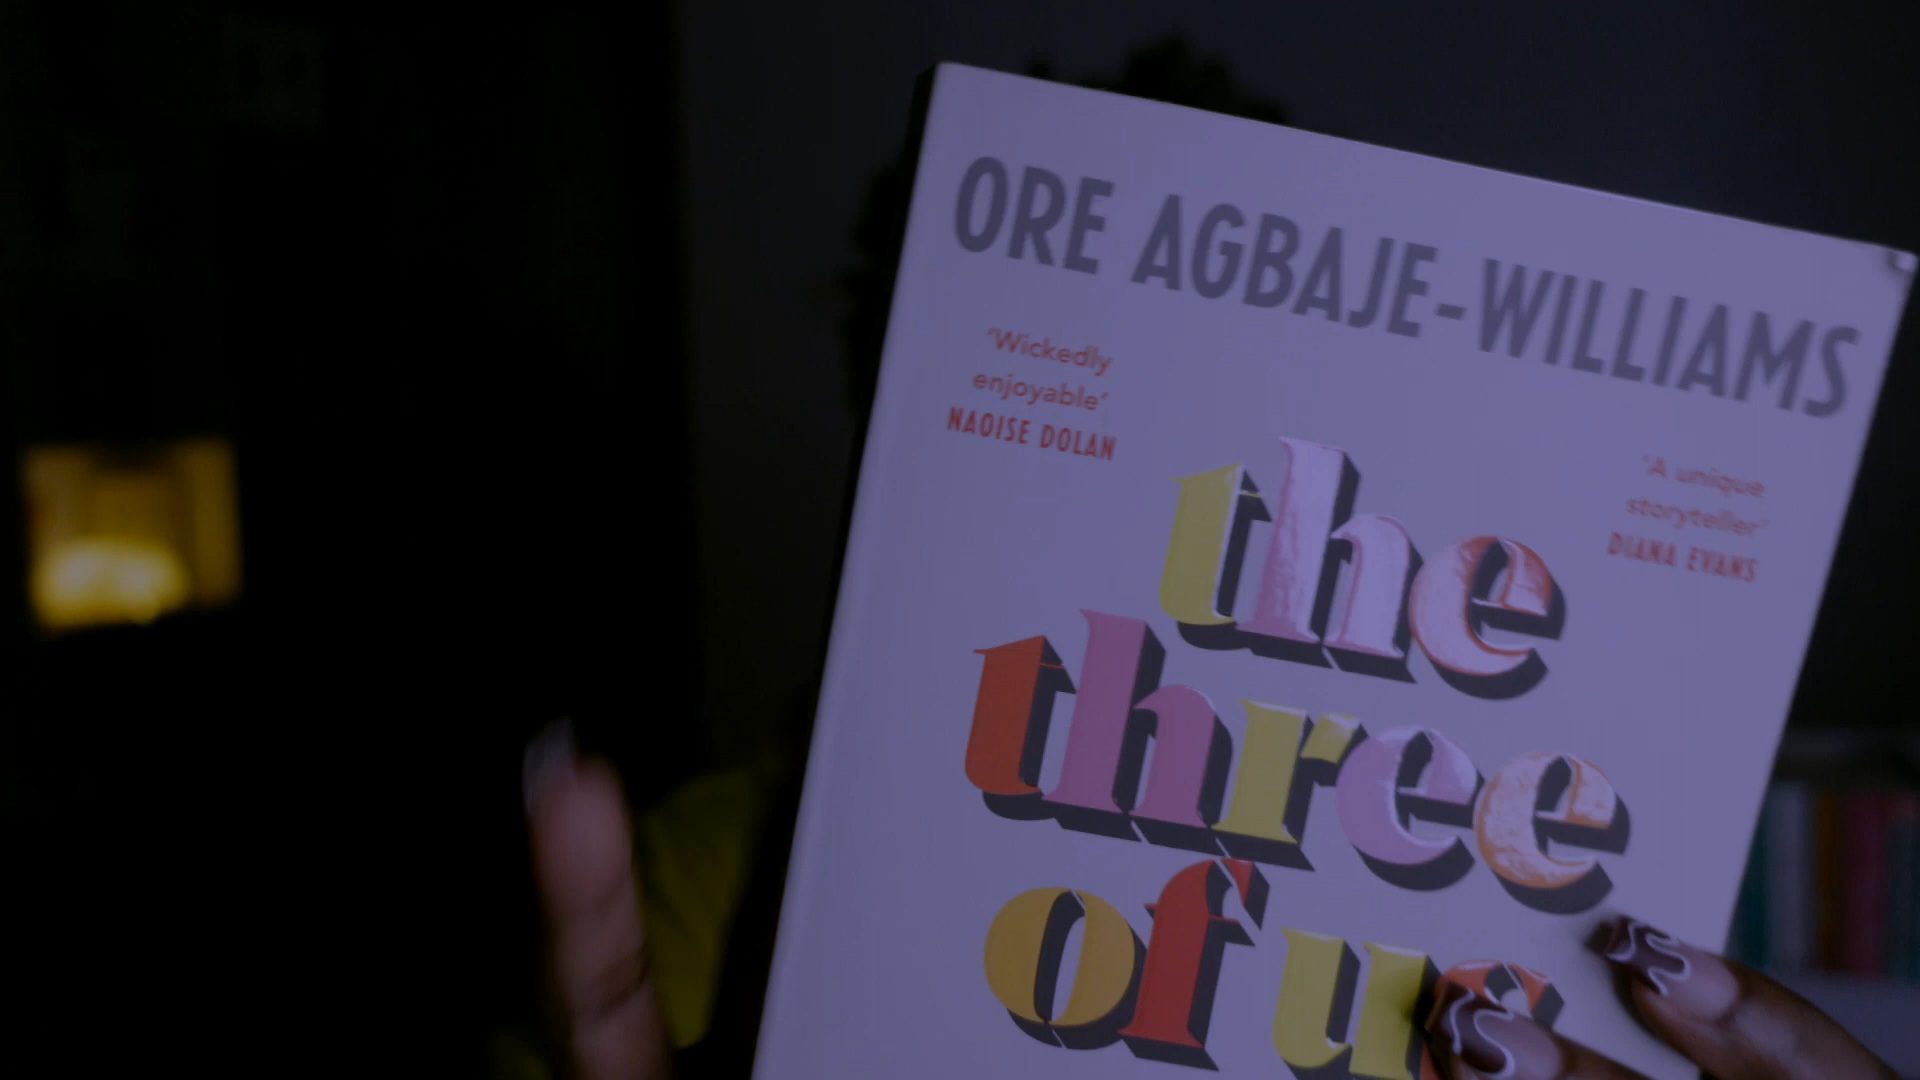 ORE AGBAJE-WILLIAMS
'Wickedly
enjoyable'
NAOISE DOLAN
'A unique
storyteller'
DIANA EVANS
the
three
of us